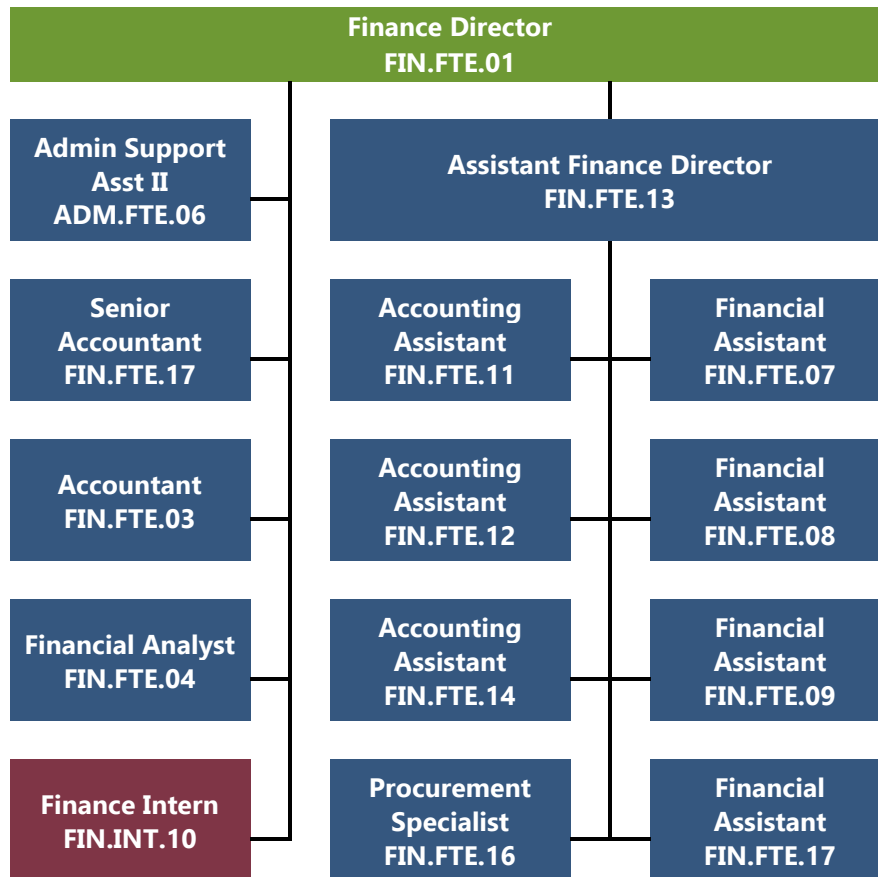 Finance Director
FIN.FTE.01
Admin Support
Asst II
ADM.FTE.06
Assistant Finance Director
FIN.FTE.13
Senior
Accountant
FIN.FTE.17
Accounting
Assistant
FIN.FTE.11
Financial
Assistant
FIN.FTE.07
Accountant
FIN.FTE.03
Accounting
Assistant
FIN.FTE.12
Financial
Assistant
FIN.FTE.08
Financial Analyst
FIN.FTE.04
Accounting
Assistant
FIN.FTE.14
Financial
Assistant
FIN.FTE.09
Finance Intern
FIN.INT.10
Procurement
Specialist
FIN.FTE.16
Financial
Assistant
FIN.FTE.17